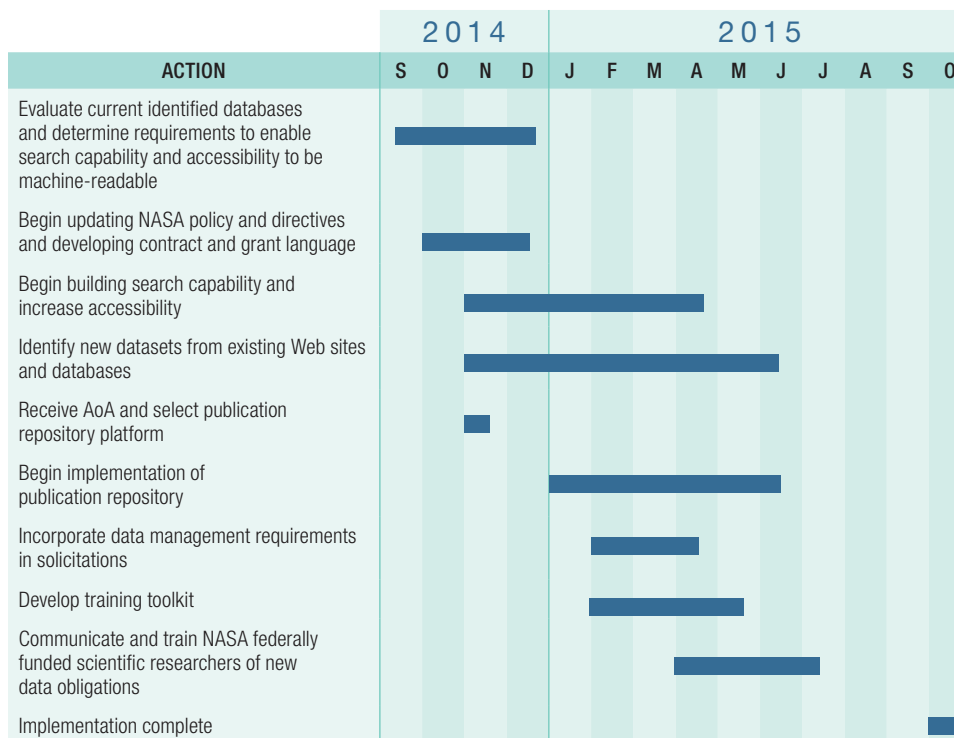 2014 2015
ACTION S O N D J F M A M J J A S O
Evaluate current identified databases
and determine requirements to enable
search capability and accessibility to be
machine-readable
Begin updating NASA policy and directives
and developing contract and grant language
Begin building search capability and
increase accessibility
Identify new datasets from existing Web sites
and databases
Receive AoA and select publication
repository platform
Begin implementation of
publication repository
Incorporate data management requirements
in solicitations
Develop training toolkit
Communicate and train NASA federally
funded scientific researchers of new
data obligations
Implementation complete